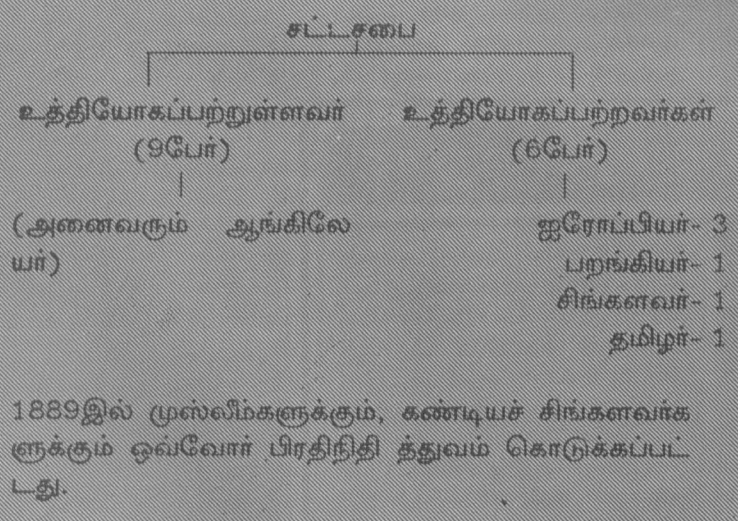 சட்டசபை
உத்தியோகப்பற்றுள்ளவர் உத்தியோகப்பற்றவர்கள்
(9பேர்) (6பேர்)
(அனைவரும் ஆங்கிலே ஐரோப்பியர்- 3
யர்) பறங்கியர்- 1
சிங்களவர்- 1
தமிழர்- 1
1889இல் முஸ்லீம்களுக்கும், கண்டியச் சிங்களவர்க
ளுக்கும் ஒவ்வோர் பிரதிநிதி த்துவம் கொடுக்கப்பட்
டது.